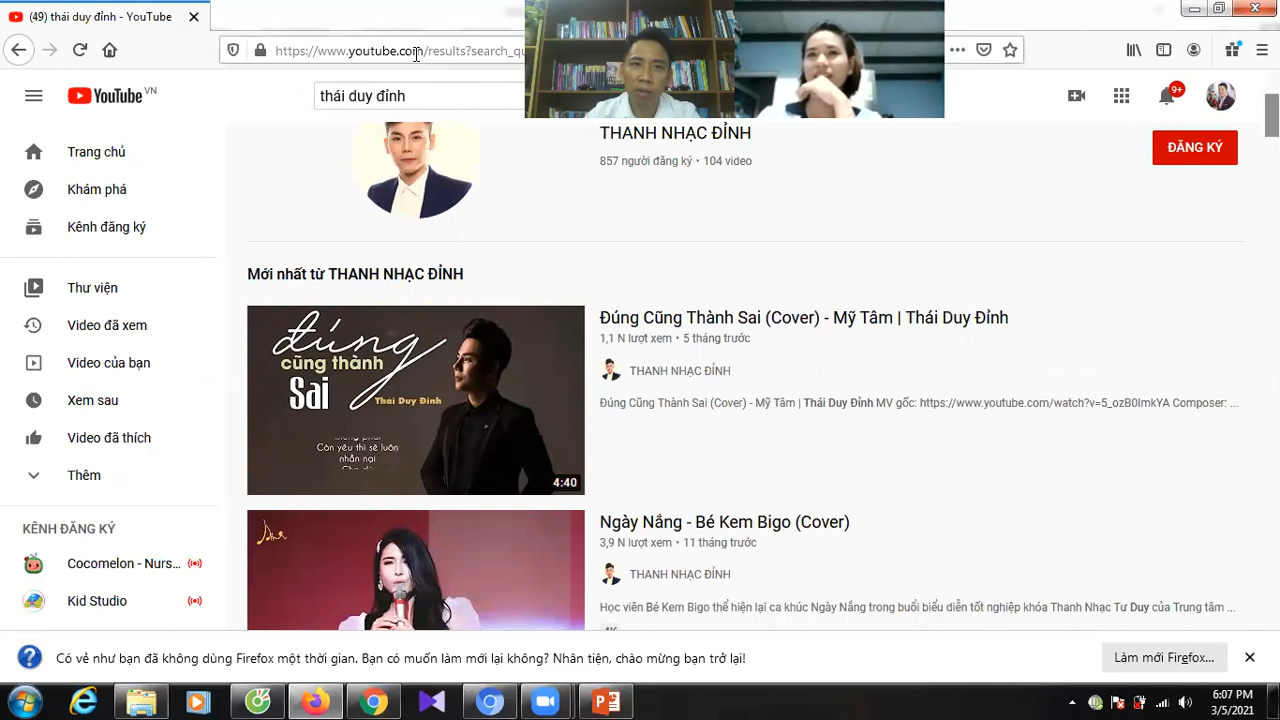 (49) thái duy đỉnh - YouTube
https://www.youtube.com/results?search_qu
YouTube VN
thái duy đỉnh
9+
Trang chủ
Khám phá
Kênh đăng ký
Thư viện
Video đã xem
Video của bạn
Xem sau
Video đã thích
Thêm
KÊNH ĐĂNG KÝ
Cocomelon - Nurs...
Kid Studio
THANH NHẠC ĐỈNH
857 người đăng ký • 104 video
ĐĂNG KÝ
Mới nhất từ THANH NHẠC ĐỈNH
đúng
cũng thành
Sai
Thái Duy Đỉnh
Còn yêu thì sẽ luôn
nhẫn nại
4:40
Đúng Cũng Thành Sai (Cover) - Mỹ Tâm | Thái Duy Đỉnh
1,1 N lượt xem • 5 tháng trước
THANH NHẠC ĐỈNH
Đúng Cũng Thành Sai (Cover) - Mỹ Tâm | Thái Duy Đỉnh MV gốc: https://www.youtube.com/watch?v=5_ozB0ImkYA Composer: ...
Ngày Nắng - Bé Kem Bigo (Cover)
3,9 N lượt xem • 11 tháng trước
THANH NHẠC ĐỈNH
Học viên Bé Kem Bigo thể hiện lại ca khúc Ngày Nắng trong buổi biểu diễn tốt nghiệp khóa Thanh Nhạc Tư Duy của Trung tâm ...
Có vẻ như bạn đã không dùng Firefox một thời gian. Bạn có muốn làm mới lại không? Nhân tiện, chào mừng bạn trở lại!
Làm mới Firefox...
6:07 PM
3/5/2021